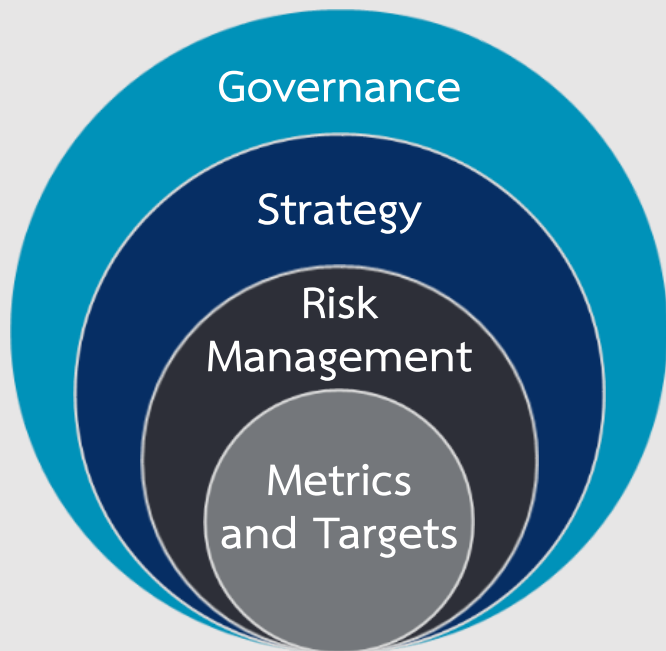 Governance
Strategy
Risk
Management
Metrics
and Targets